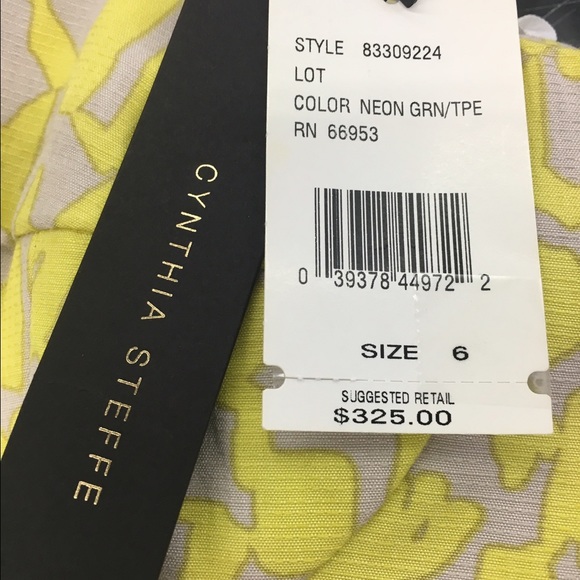 CYNTHIA STEFFE
STYLE 83309224
LOT
COLOR NEON GRN/TPE
RN 66953
0 39378 44972 2
SIZE 6
SUGGESTED RETAIL
$325.00